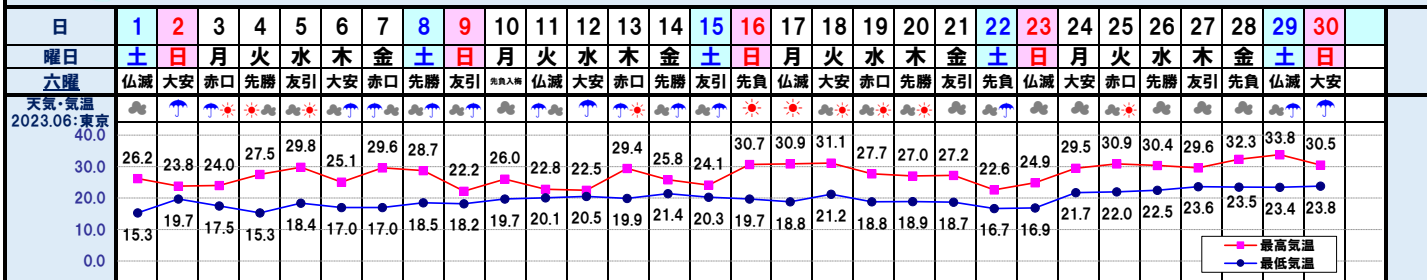 日 1 2 3 4 5 6 7 8 9 10 11 12 13 14 15 16 17 18 19 20 21 22 23 24 25 26 27 28 29 30
曜日 土 日 月 火 水 木 金 土 日 月 火 水 木 金 土 日 月 火 水 木 金 土 日 月 火 水 木 金 土 日
六曜 仏滅 大安 赤口 先勝 友引 大安 赤口 先勝 友引 先負入梅 仏滅 大安 赤口 先勝 友引 先負 仏滅 大安 赤口 先勝 友引 先負 仏滅 大安 赤口 先勝 友引 先負 仏滅 大安
天気・気温
2023.06:東京
40.0
30.0
20.0
10.0
0.0
26.2 23.8 24.0 27.5 29.8 25.1 29.6 28.7 22.2 26.0 22.8 22.5 29.4 25.8 24.1 30.7 30.9 31.1 27.7 27.0 27.2 22.6 24.9 29.5 30.9 30.4 29.6 32.3 33.8 30.5
15.3 19.7 17.5 15.3 18.4 17.0 17.0 18.5 18.2 19.7 20.1 20.5 19.9 21.4 20.3 19.7 18.8 21.2 18.8 18.9 18.7 16.7 16.9 21.7 22.0 22.5 23.6 23.5 23.4 23.8
最高気温
最低気温